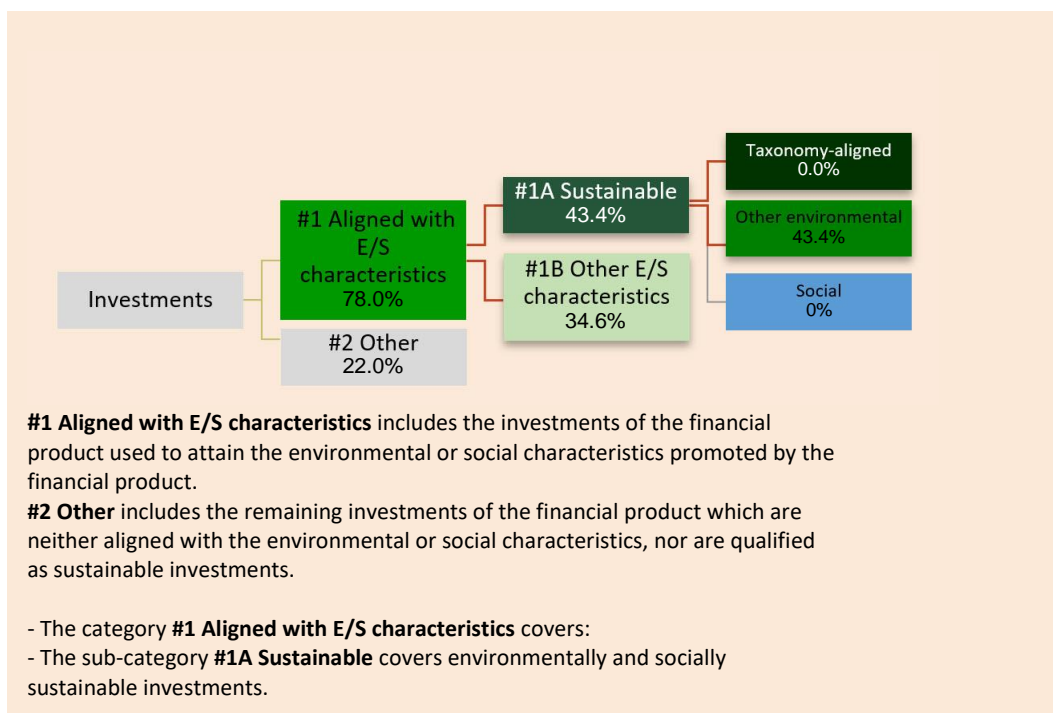 Investments
#1 Aligned with
E/S
characteristics
78.0%
#2 Other
22.0%
#1A Sustainable
43.4%
#1B Other E/S
characteristics
34.6%
Taxonomy-aligned
0.0%
Other environmental
43.4%
Social
0%
#1 Aligned with E/S characteristics includes the investments of the financial
product used to attain the environmental or social characteristics promoted by the
financial product.
#2 Other includes the remaining investments of the financial product which are
neither aligned with the environmental or social characteristics, nor are qualified
as sustainable investments.
- The category #1 Aligned with E/S characteristics covers:
- The sub-category #1A Sustainable covers environmentally and socially
sustainable investments.